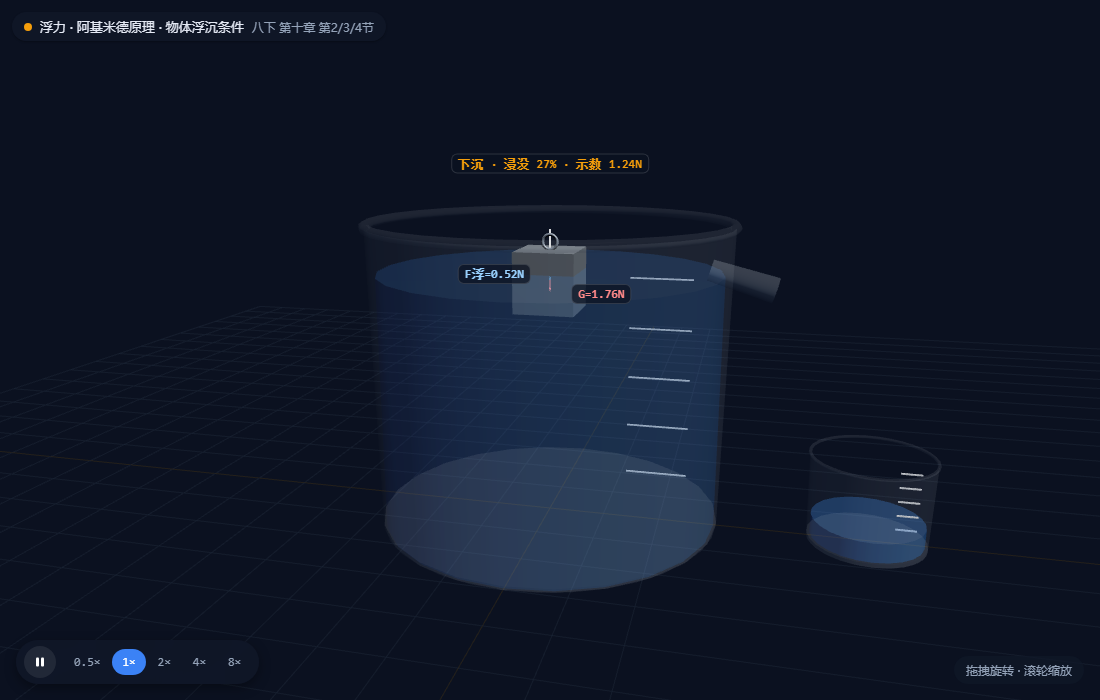 浮力 · 阿基米德原理 · 物体浮沉条件 八下 第十章 第2/3/4节
下沉 · 浸没 27% · 示数 1.24N
F浮=0.52N
G=1.76N
0.5× 1× 2× 4× 8×
拖拽旋转 · 滚轮缩放